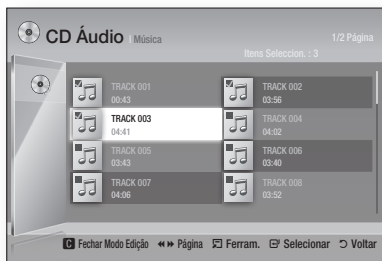 CD Áudio | Música
1/2 Página
Itens Seleccion. : 3
TRACK 001
00:43
TRACK 002
03:56
TRACK 003
04:41
TRACK 004
04:02
TRACK 005
03:43
TRACK 006
03:40
TRACK 007
04:06
TRACK 008
03:52
C Fechar Modo Edição Página Ferram. Selecionar Voltar